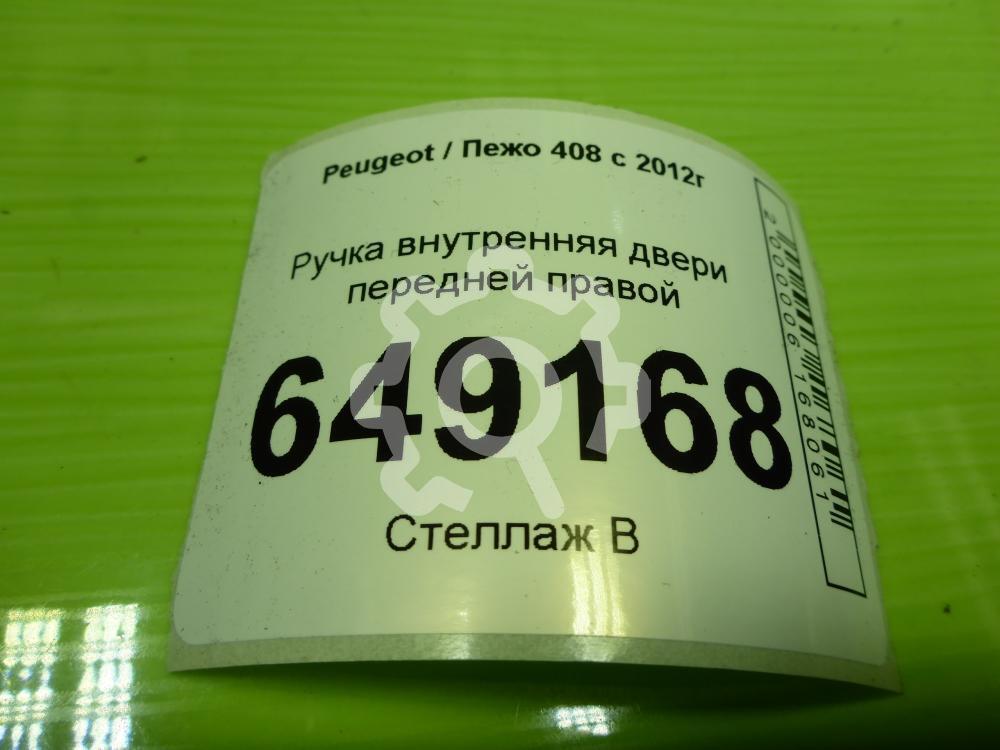 Peugeot / Пежо 408 с 2012г
Ручка внутренняя двери
передней правой
649168
Стеллаж В
2000006168061